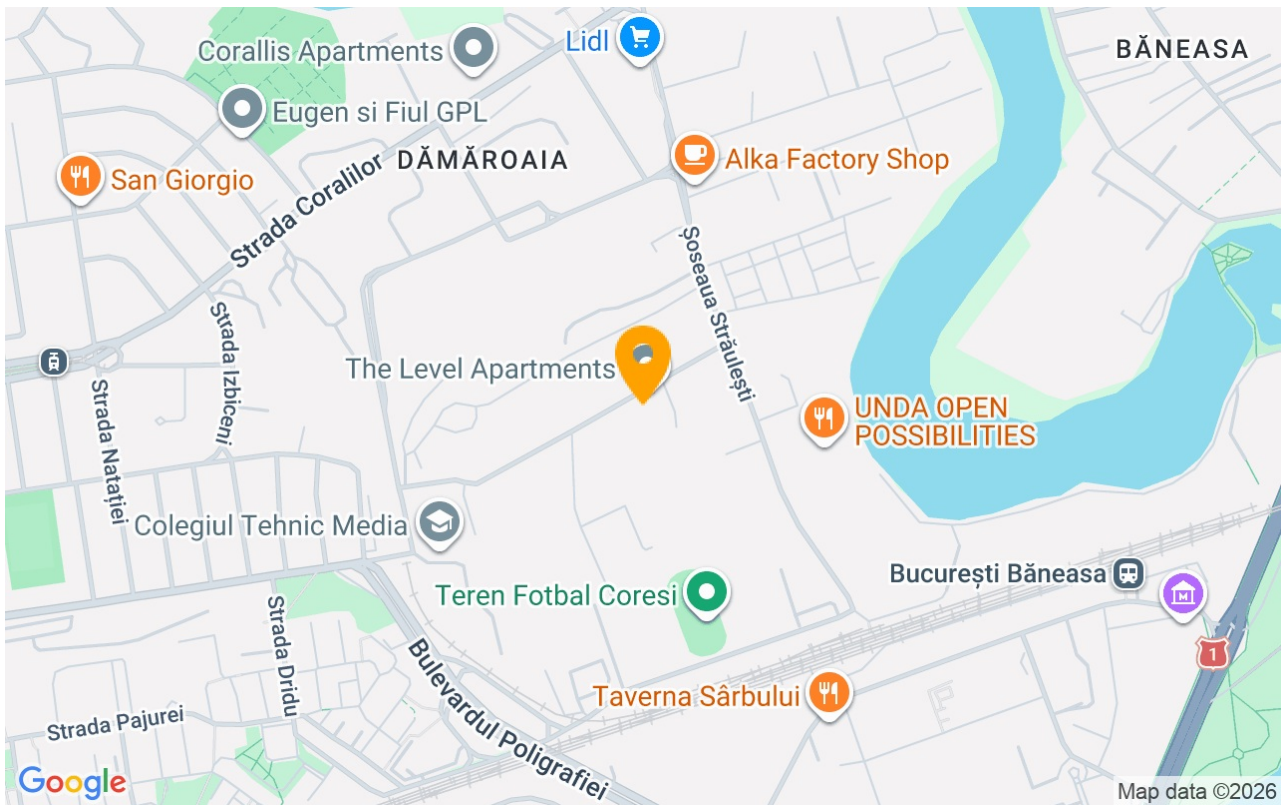 Corallis Apartments
Lidl
BĂNEASA
Eugen si Fiul GPL
DĂMĂROAIA
Alka Factory Shop
San Giorgio
Strada Coralilor
Șoseaua Străulești
Strada Izbiceni
The Level Apartments
Strada Natației
UNDA OPEN
POSSIBILITIES
Colegiul Tehnic Media
București Băneasa
Teren Fotbal Coresi
M
1
Strada Dridu
Bulevardul Poligrafiei
Taverna Sârbului
Strada Pajurei
Google
Map data ©2026